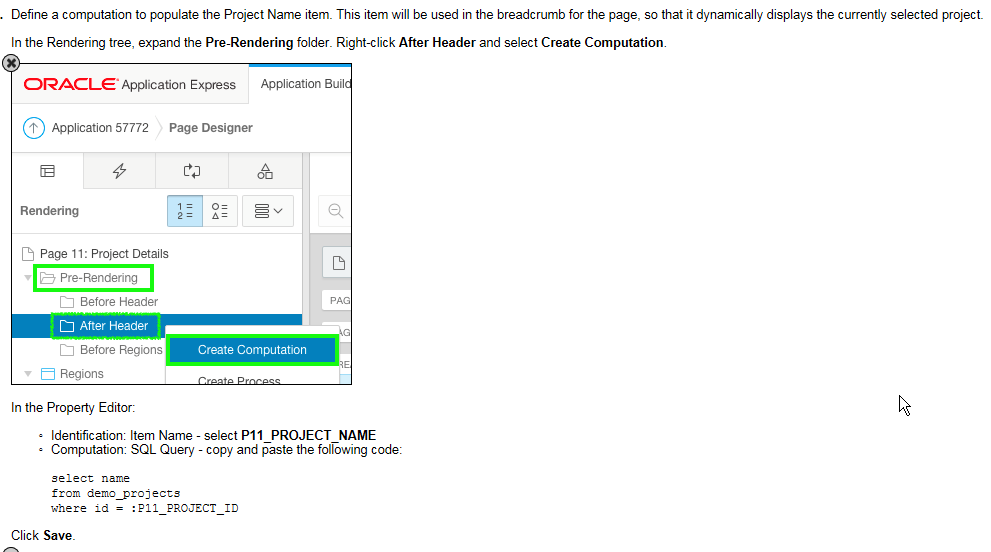 Define a computation to populate the Project Name item. This item will be used in the breadcrumb for the page, so that it dynamically displays the currently selected project.
In the Rendering tree, expand the Pre-Rendering folder. Right-click After Header and select Create Computation.
ORACLE Application Express Application Build
Application 57772 Page Designer
Rendering
Page 11: Project Details
Pre-Rendering
Before Header
PAG
After Header
Before Regions Create Computation
Regions
Create Process
In the Property Editor:
◦ Identification: Item Name - select P11_PROJECT_NAME
◦ Computation: SQL Query - copy and paste the following code:
select name
from demo_projects
where id = :P11_PROJECT_ID
Click Save.